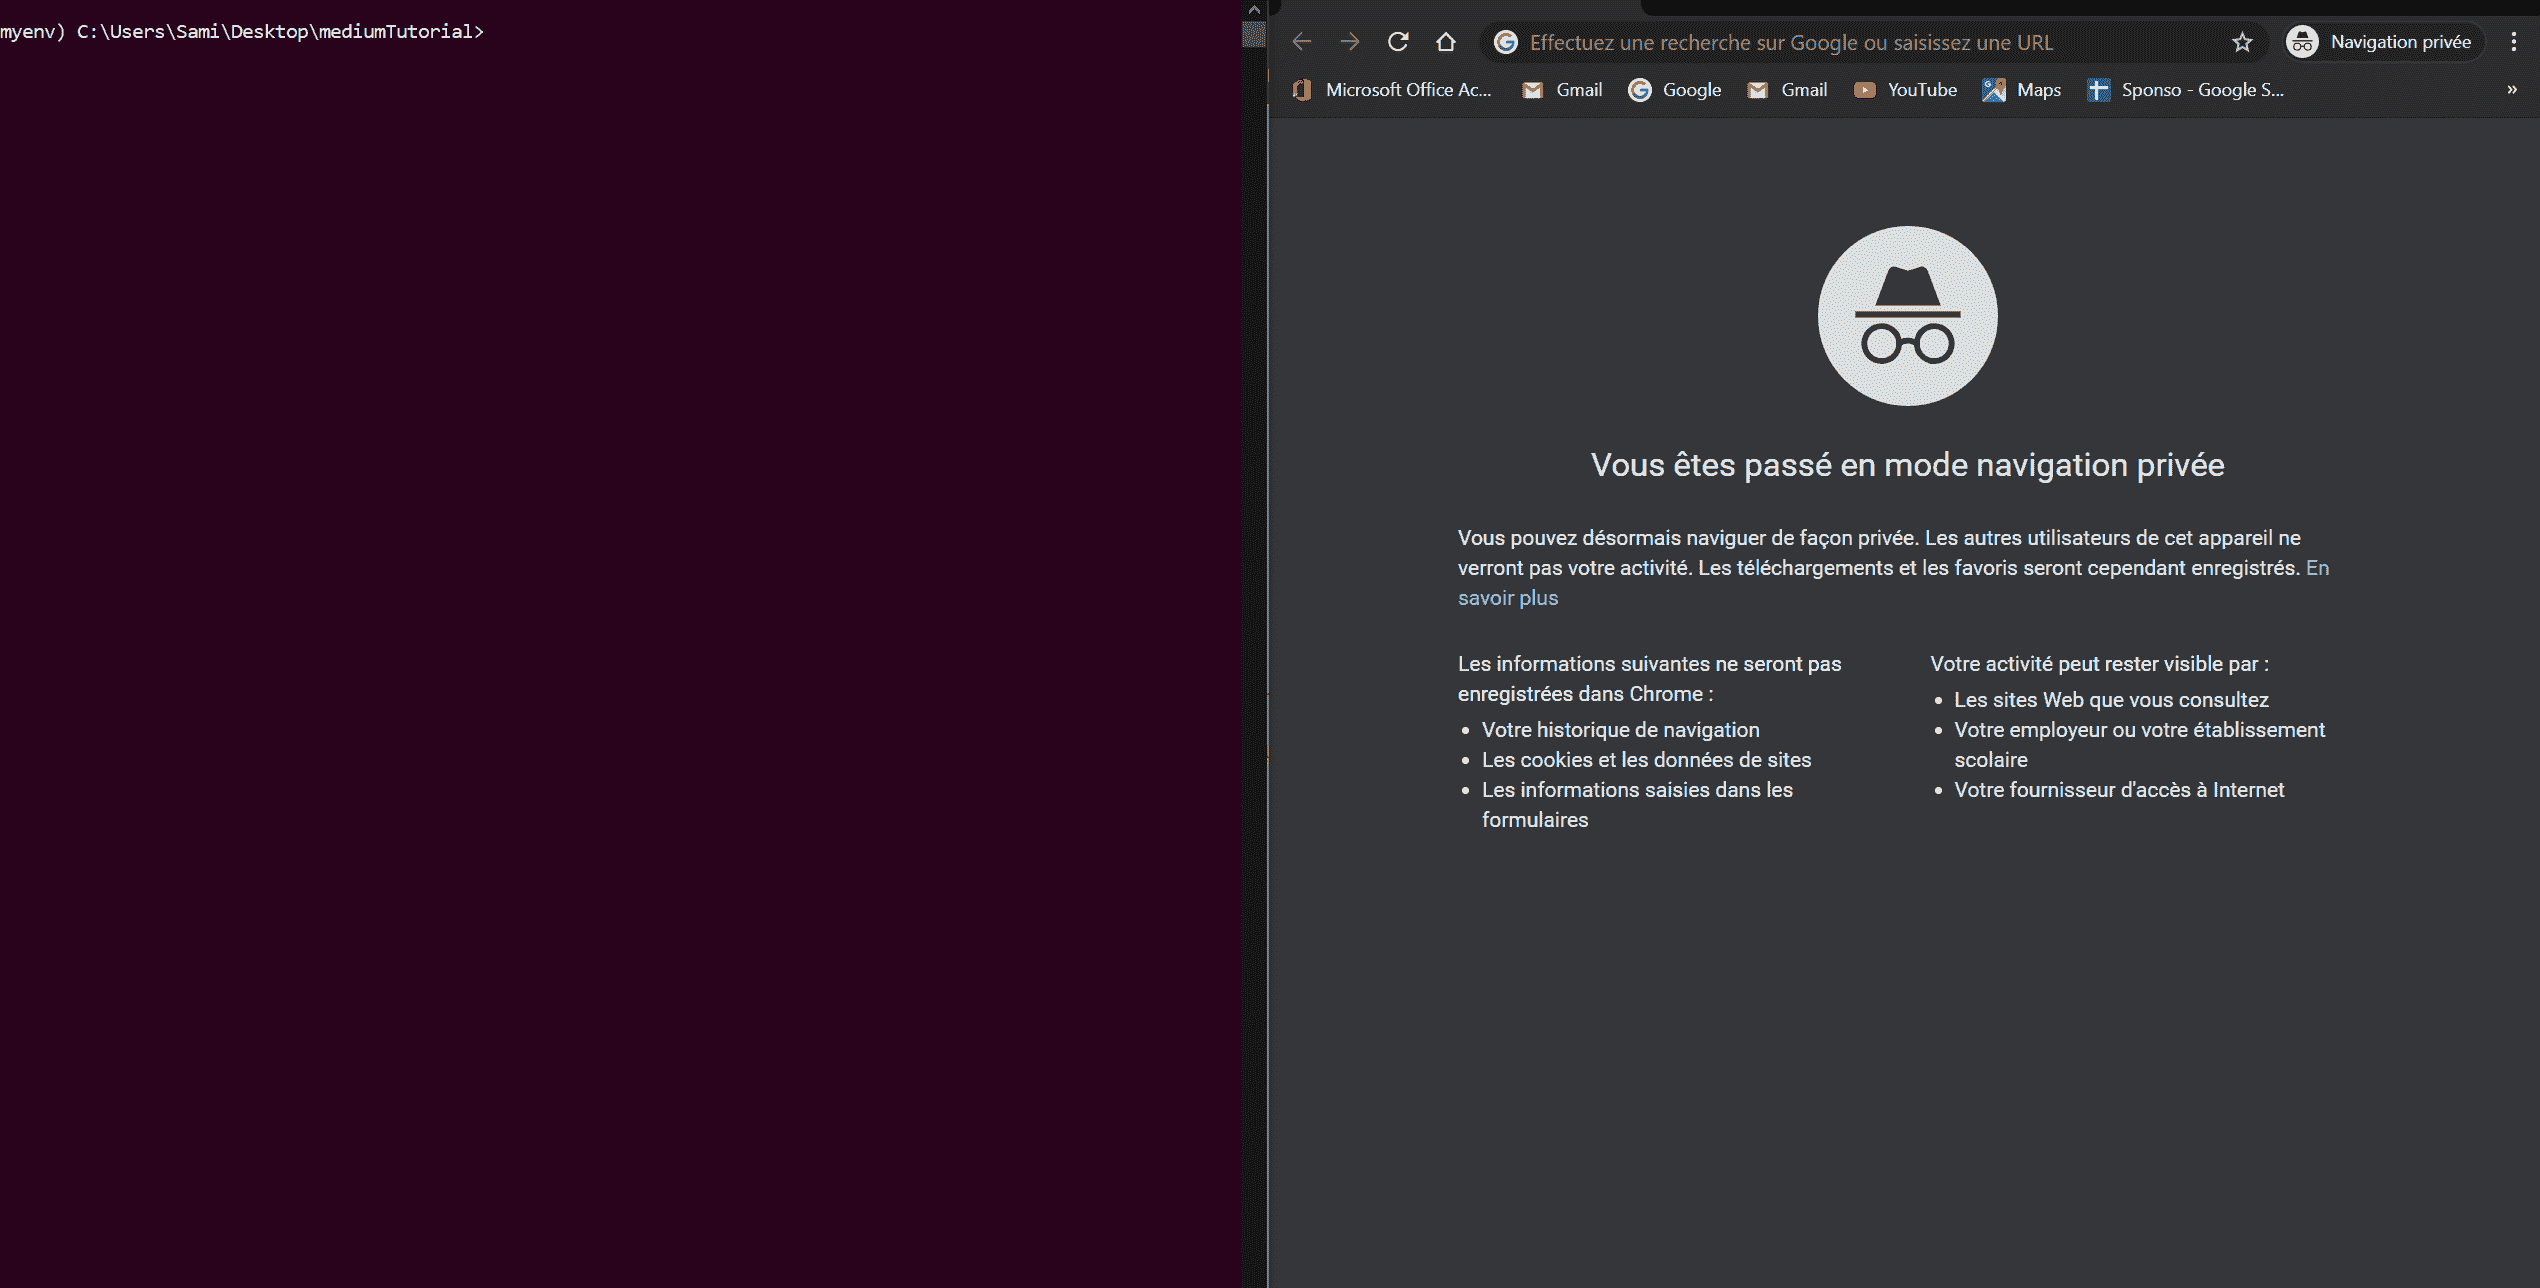 myenv) C:\Users\Sami\Desktop\mediumTutorial>
Effectuez une recherche sur Google ou saisissez une URL
Navigation privée
Microsoft Office Ac...
Gmail
Google
Gmail
YouTube
Maps
Sponso - Google S...
»
Vous êtes passé en mode navigation privée
Vous pouvez désormais naviguer de façon privée. Les autres utilisateurs de cet appareil ne
verront pas votre activité. Les téléchargements et les favoris seront cependant enregistrés. En
savoir plus
Les informations suivantes ne seront pas
enregistrées dans Chrome :
• Votre historique de navigation
• Les cookies et les données de sites
• Les informations saisies dans les
formulaires
Votre activité peut rester visible par :
• Les sites Web que vous consultez
• Votre employeur ou votre établissement
scolaire
• Votre fournisseur d'accès à Internet